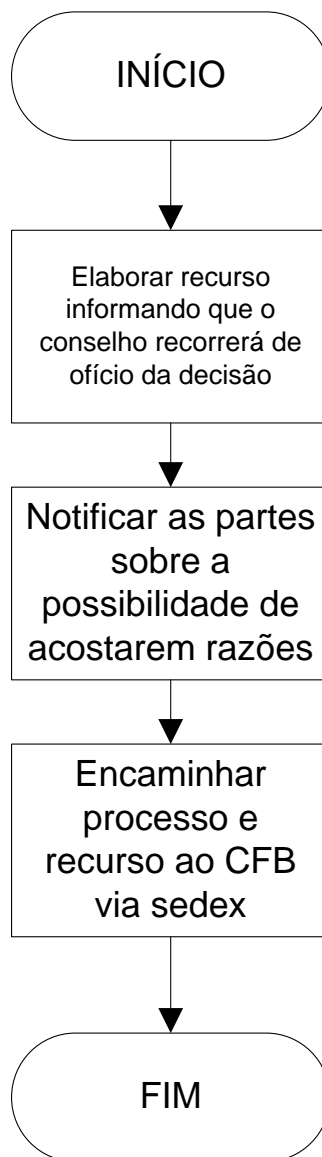 INÍCIO
Elaborar recurso
informando que o
conselho recorrerá de
ofício da decisão
Notificar as partes
sobre a
possibilidade de
acostarem razões
Encaminhar
processo e
recurso ao CFB
via sedex
FIM